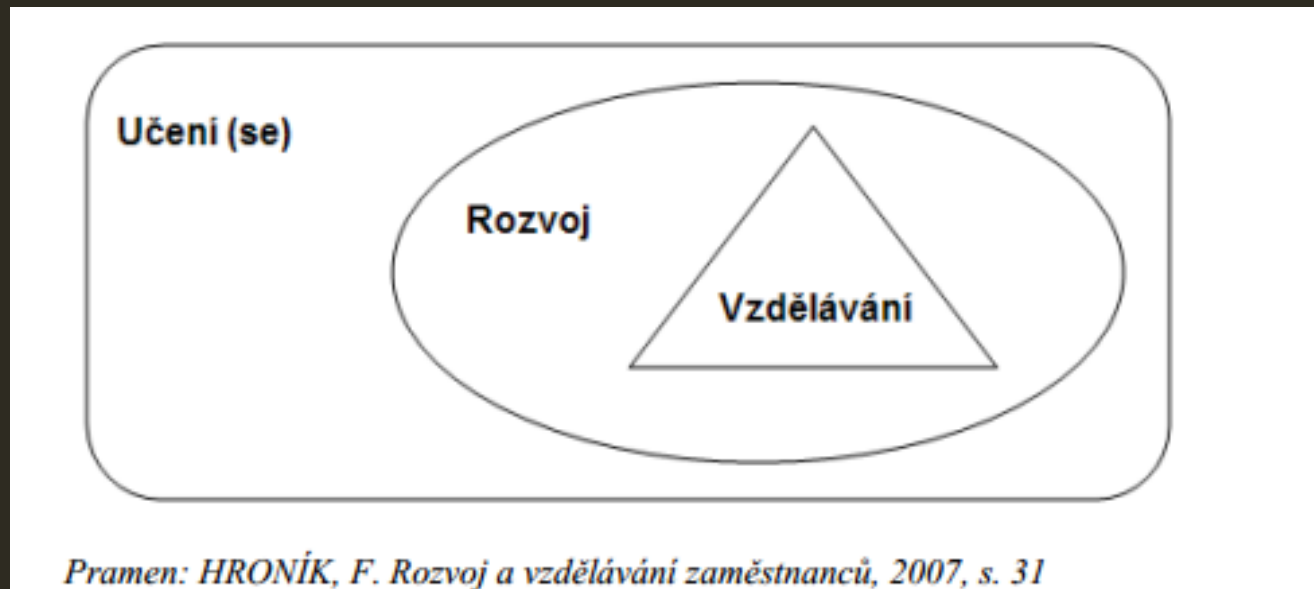 Učení (se)
Rozvoj
Vzdělávání
Pramen: HRONÍK, F. Rozvoj a vzdělávání zaměstnanců, 2007, s. 31